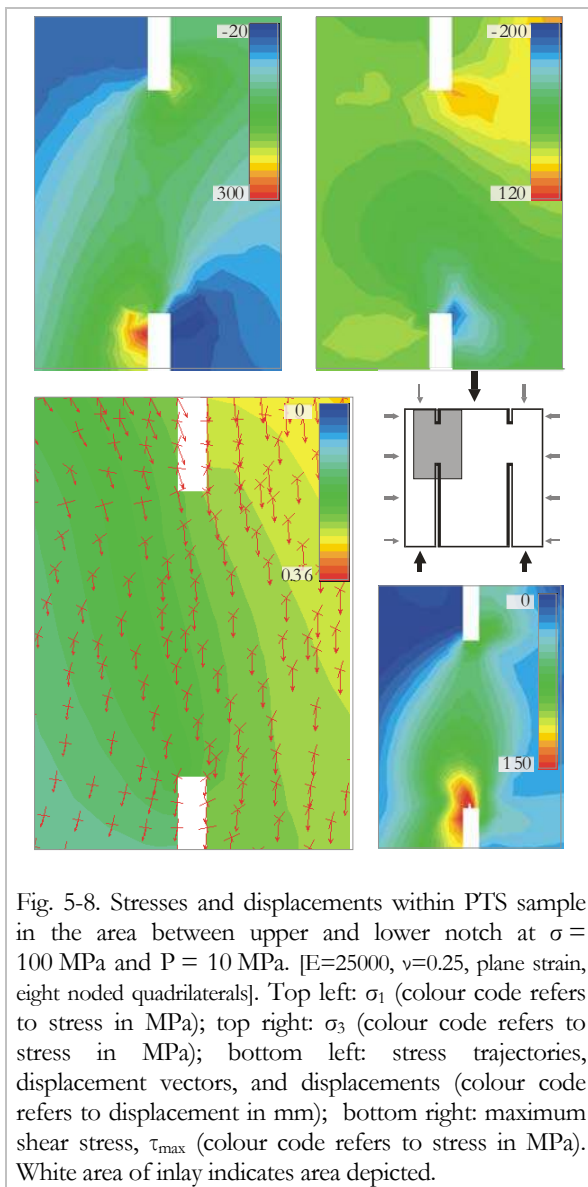 -20
300
-200
120
0
0.36
0
150
Fig. 5-8. Stresses and displacements within PTS sample
in the area between upper and lower notch at σ =
100 MPa and P = 10 MPa. [E=25000, ν=0.25, plane strain,
eight noded quadrilaterals]. Top left: σ₁ (colour code refers
to stress in MPa); top right: σ₃ (colour code refers to
stress in MPa); bottom left: stress trajectories,
displacement vectors, and displacements (colour code
refers to displacement in mm); bottom right: maximum
shear stress, τmax (colour code refers to stress in MPa).
White area of inlay indicates area depicted.